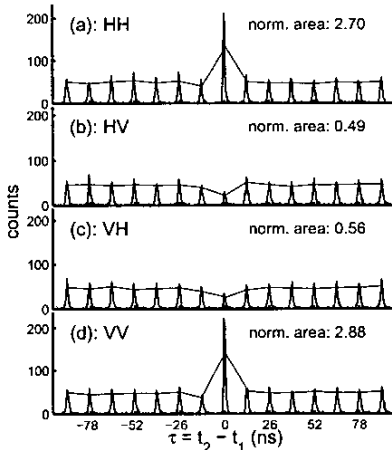 (a): HH norm. area: 2.70
200
100
0
(b): HV norm. area: 0.49
100
0
(c): VH norm. area: 0.56
100
0
(d): VV norm. area: 2.88
200
100
0
counts
-78 -52 -26 0 26 52 78
τ = t2 − t1 (ns)